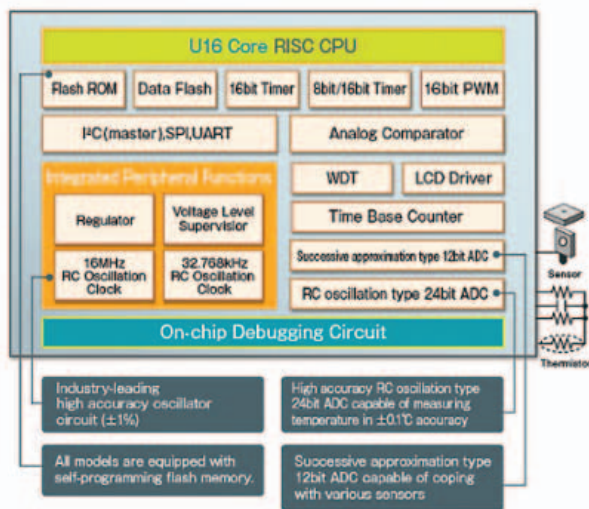 U16 Core RISC CPU
Flash ROM
Data Flash
16bit Timer
8bit/16bit Timer
16bit PWM
I²C(master),SPI,UART
Analog Comparator
Integrated Peripheral Functions
WDT
LCD Driver
Regulator
Voltage Level
Supervisior
Time Base Counter
16MHz
RC Oscillation
Clock
32.768kHz
RC Oscillation
Clock
Successive approximation type 12bit ADC
RC oscillation type 24bit ADC
Sensor
Thermistor
On-chip Debugging Circuit
Industry-leading
high accuracy oscillator
circuit (±1%)
High accuracy RC oscillation type
24bit ADC capable of measuring
temperature in ±0.1℃ accuracy
All models are equipped with
self-programming flash memory.
Successive approximation type
12bit ADC capable of coping
with various sensors